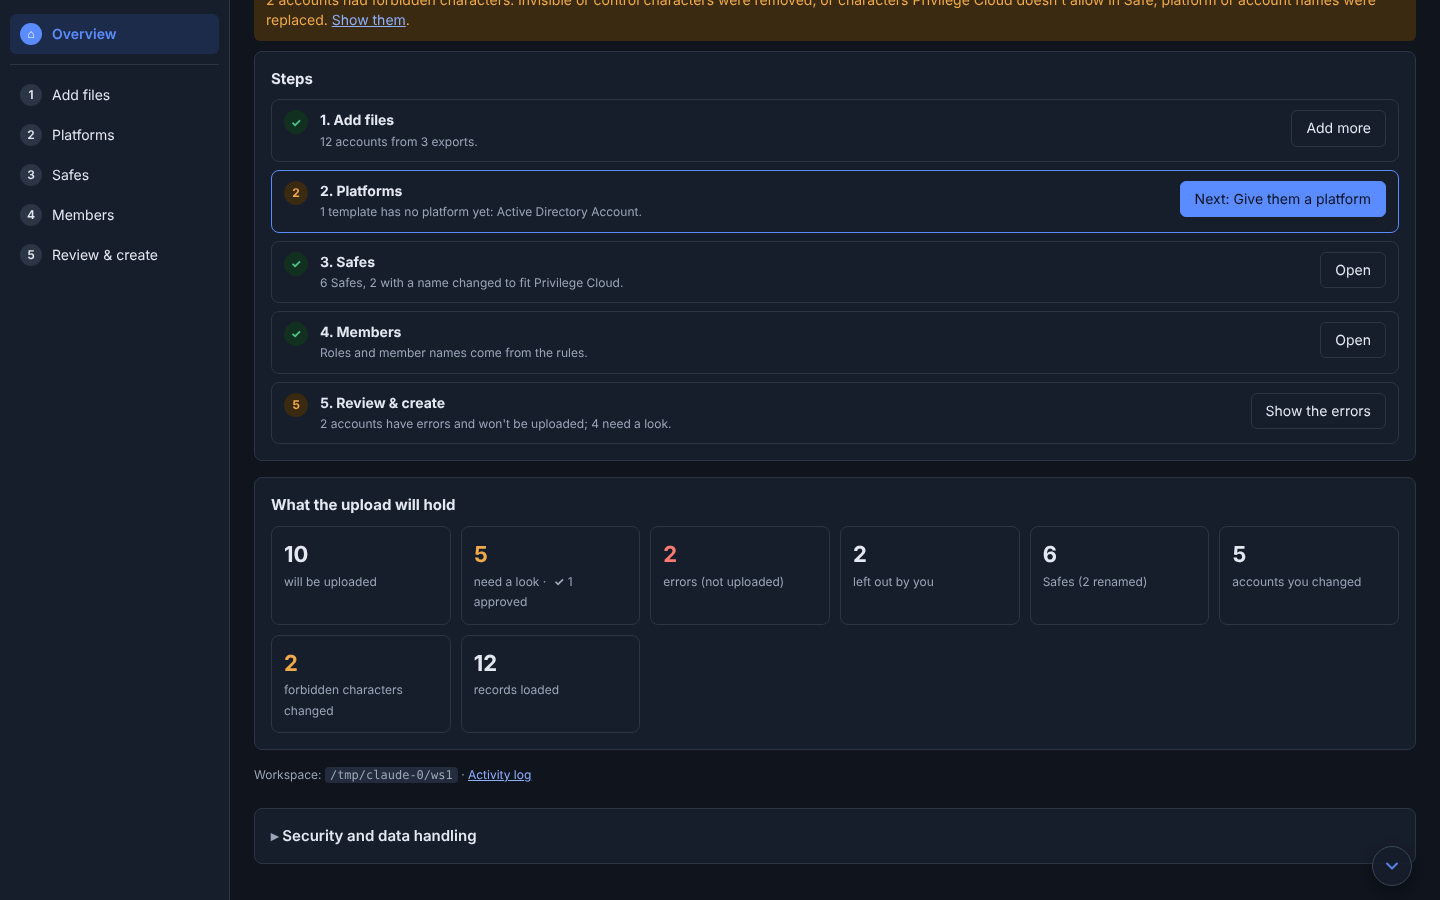 Overview
1 Add files
2 Platforms
3 Safes
4 Members
5 Review & create
2 accounts had forbidden characters. Invisible or control characters were removed, or characters Privilege Cloud doesn't allow in Safe, platform or account names were
replaced. Show them.
Steps
✓ 1. Add files
12 accounts from 3 exports.
Add more
2 2. Platforms
1 template has no platform yet: Active Directory Account.
Next: Give them a platform
✓ 3. Safes
6 Safes, 2 with a name changed to fit Privilege Cloud.
Open
✓ 4. Members
Roles and member names come from the rules.
Open
5 5. Review & create
2 accounts have errors and won't be uploaded; 4 need a look.
Show the errors
What the upload will hold
10
will be uploaded
5
need a look · ✓ 1
approved
2
errors (not uploaded)
2
left out by you
6
Safes (2 renamed)
5
accounts you changed
2
forbidden characters
changed
12
records loaded
Workspace: /tmp/claude-0/ws1 · Activity log
▸ Security and data handling